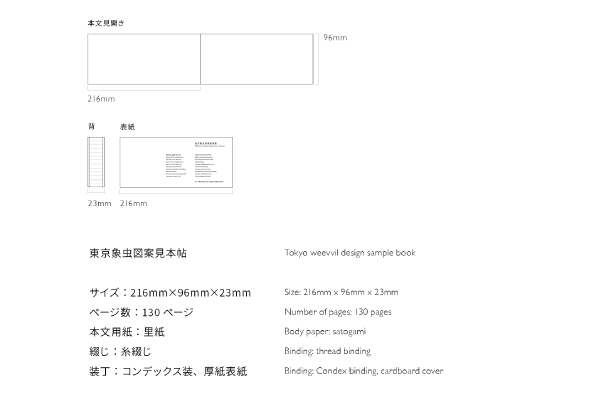 本文見開き
96mm
216mm
背
表紙
23mm
216mm
東京象虫図案見本帖
Tokyo weevvil design sample book
サイズ：216mm×96mm×23mm
Size: 216mm x 96mm x 23mm
ページ数：130 ページ
Number of pages: 130 pages
本文用紙：里紙
Body paper: satogami
綴じ：糸綴じ
Binding: thread binding
装丁：コンデックス装、厚紙表紙
Binding: Condex binding, cardboard cover